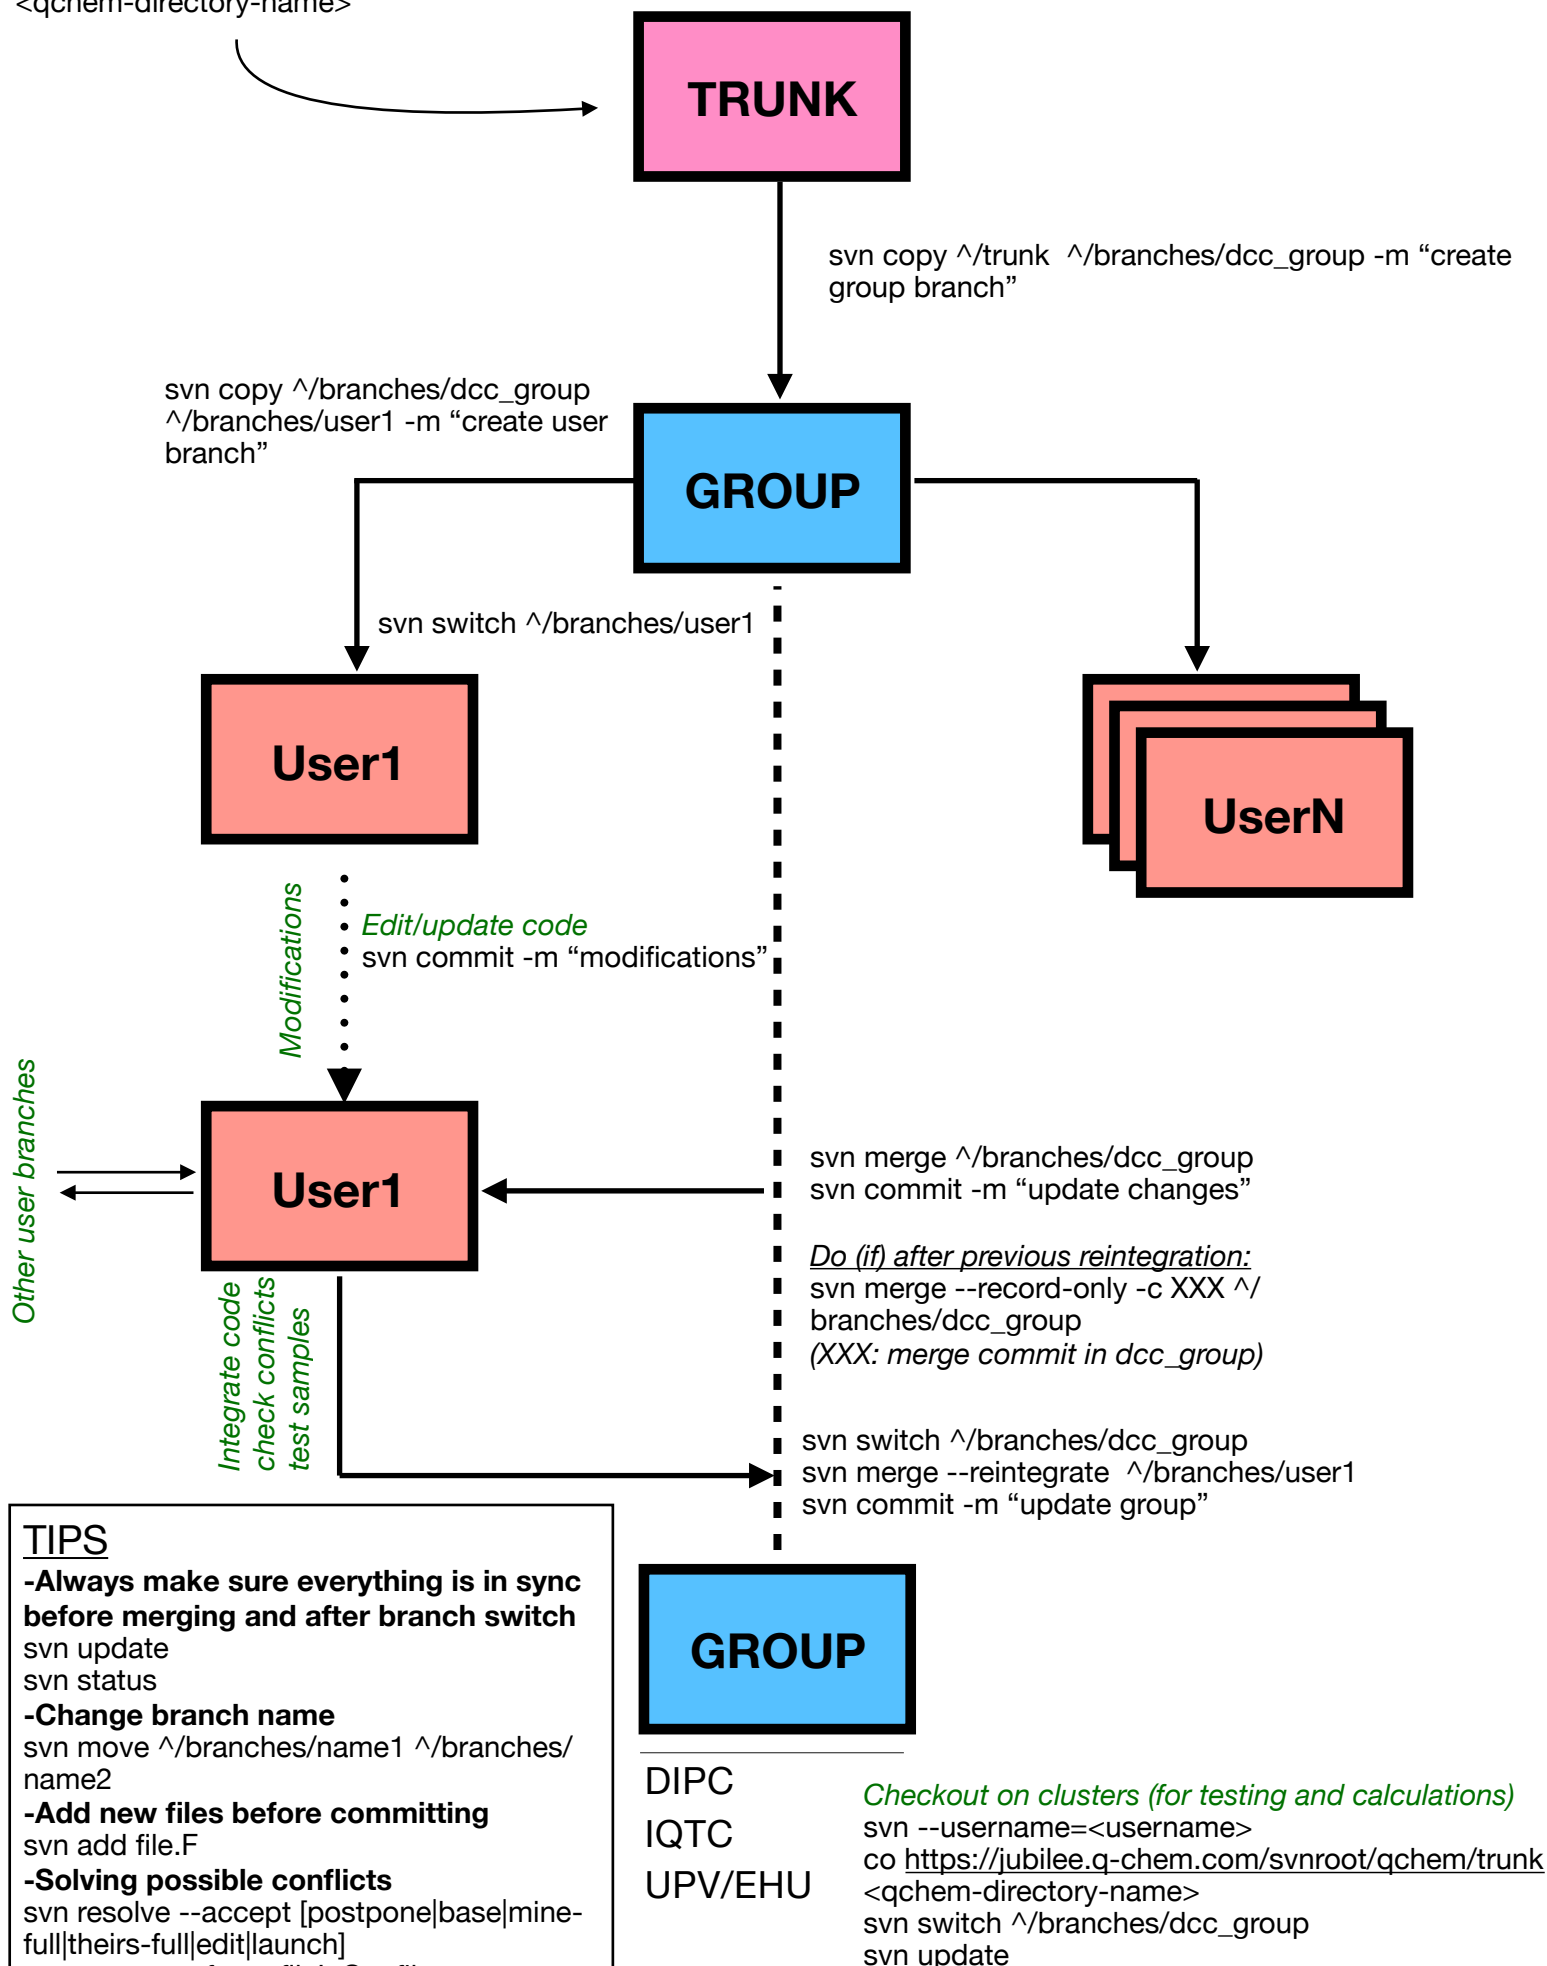 <qchem-directory-name>
TRUNK
svn copy ^/trunk  ^/branches/dcc_group -m “create
group branch”
svn copy ^/branches/dcc_group
^/branches/user1 -m “create user
branch”
GROUP
svn switch ^/branches/user1
User1
UserN
Modifications
Edit/update code
svn commit -m “modifications”
Other user branches
User1
svn merge ^/branches/dcc_group
svn commit -m “update changes”
Do (if) after previous reintegration:
svn merge --record-only -c XXX ^/
branches/dcc_group
(XXX: merge commit in dcc_group)
Integrate code
check conflicts
test samples
svn switch ^/branches/dcc_group
svn merge --reintegrate  ^/branches/user1
svn commit -m “update group”
TIPS
-Always make sure everything is in sync
before merging and after branch switch
svn update
svn status
-Change branch name
svn move ^/branches/name1 ^/branches/
name2
-Add new files before committing
svn add file.F
-Solving possible conflicts
svn resolve --accept [postpone|base|mine-
full|theirs-full|edit|launch]
GROUP
DIPC
IQTC
UPV/EHU
Checkout on clusters (for testing and calculations)
svn --username=<username>
co https://jubilee.q-chem.com/svnroot/qchem/trunk
<qchem-directory-name>
svn switch ^/branches/dcc_group
svn update